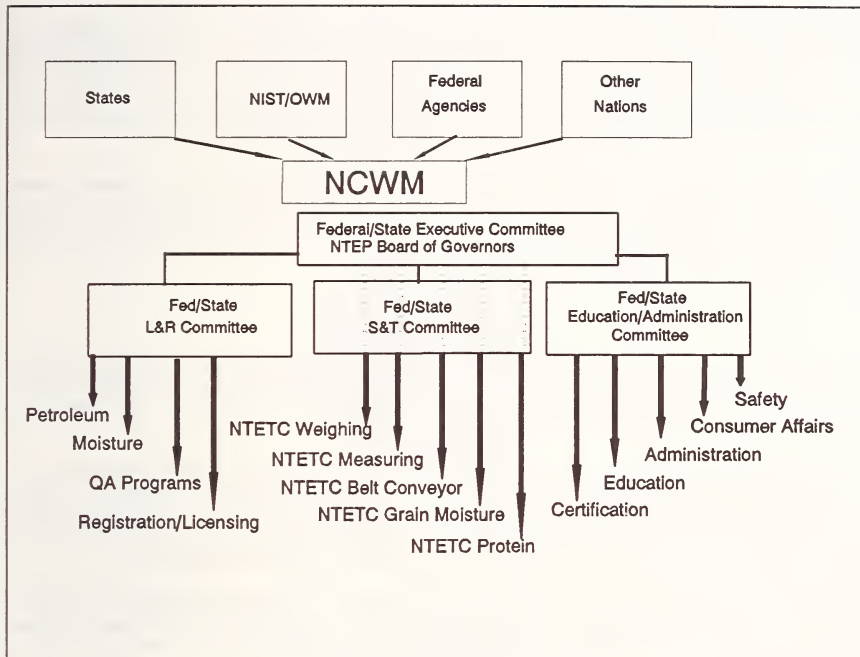 States
NIST/OWM
Federal
Agencies
Other
Nations
NCWM
Federal/State Executive Committee
NTEP Board of Governors
Fed/State
L&R Committee
Fed/State
S&T Committee
Fed/State
Education/Administration
Committee
Petroleum
Moisture
QA Programs
Registration/Licensing
NTETC Weighing
NTETC Measuring
NTETC Belt Conveyor
NTETC Grain Moisture
NTETC Protein
Safety
Consumer Affairs
Administration
Education
Certification